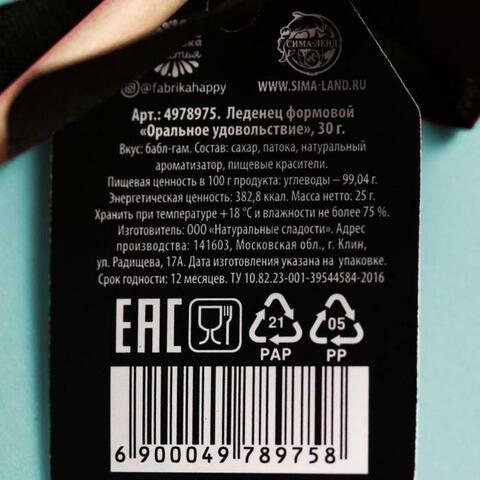 СИМА-ЛЕНД
@fabrikahappy
WWW.SIMA-LAND.RU
Арт.: 4978975. Леденец формовой
«Оральное удовольствие», 30 г.
Вкус: бабл-гам. Состав: сахар, патока, натуральный
ароматизатор, пищевые красители.
Пищевая ценность в 100 г продукта: углеводы – 99,04 г.
Энергетическая ценность: 382,8 ккал. Масса нетто: 25 г.
Хранить при температуре +18 °С и влажности не более 75 %.
Изготовитель: ООО «Натуральные сладости». Адрес
производства: 141603, Московская обл., г. Клин,
ул. Радищева, 17А. Дата изготовления указана на упаковке.
Срок годности: 12 месяцев. ТУ 10.82.23-001-39544584-2016
EAC
21
PAP
05
PP
6 900049 789758